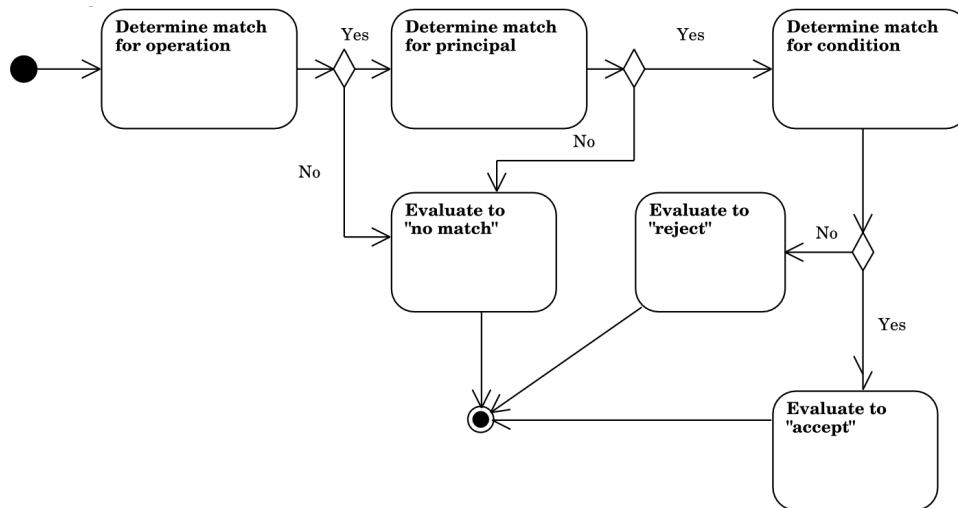 Determine match
for operation
Yes
Determine match
for principal
Yes
Determine match
for condition
No
No
Evaluate to
"no match"
Evaluate to
"reject"
No
Yes
Evaluate to
"accept"